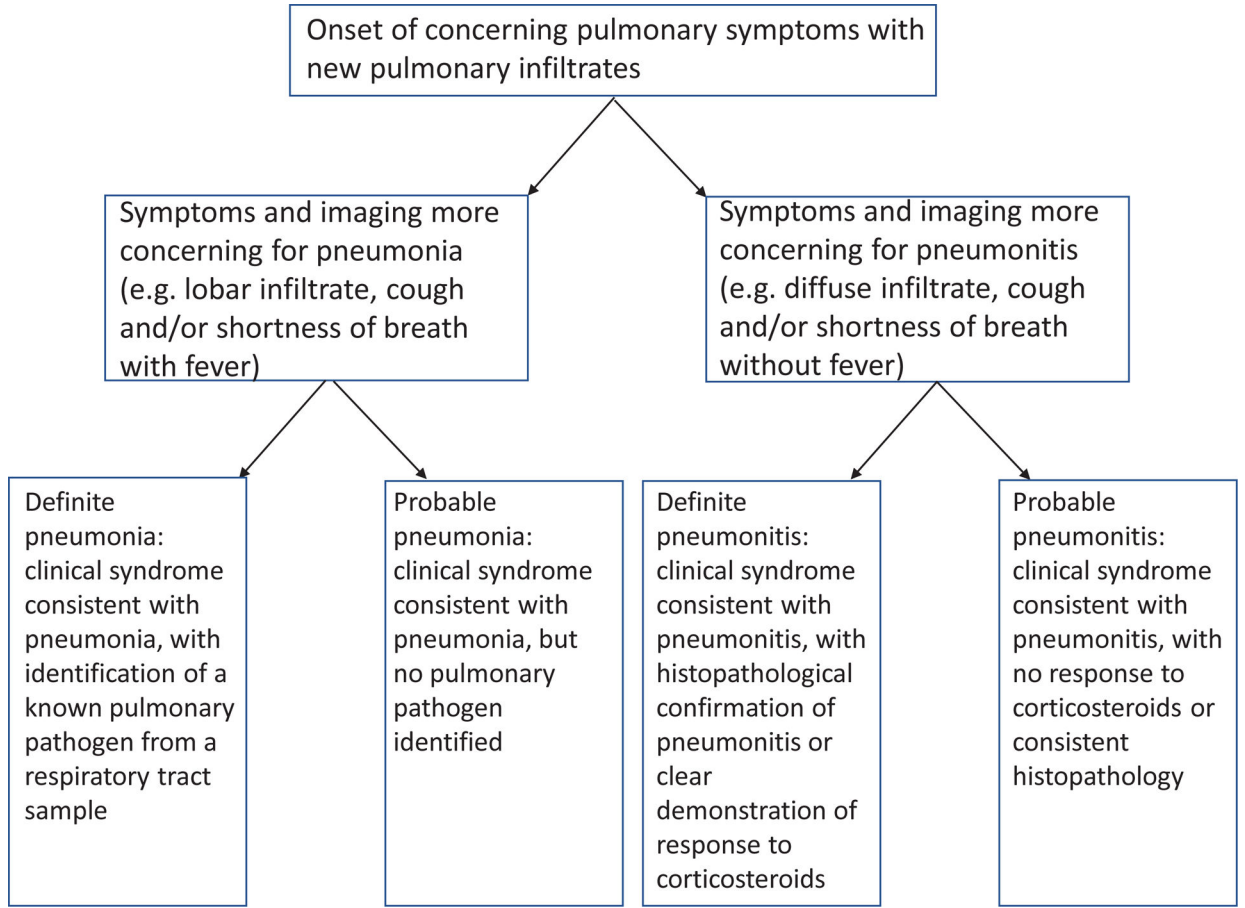 Onset of concerning pulmonary symptoms with
new pulmonary infiltrates
Symptoms and imaging more
concerning for pneumonia
(e.g. lobar infiltrate, cough
and/or shortness of breath
with fever)
Symptoms and imaging more
concerning for pneumonitis
(e.g. diffuse infiltrate, cough
and/or shortness of breath
without fever)
Definite
pneumonia:
clinical syndrome
consistent with
pneumonia, with
identification of a
known pulmonary
pathogen from a
respiratory tract
sample
Probable
pneumonia:
clinical syndrome
consistent with
pneumonia, but
no pulmonary
pathogen
identified
Definite
pneumonitis:
clinical syndrome
consistent with
pneumonitis, with
histopathological
confirmation of
pneumonitis or
clear
demonstration of
response to
corticosteroids
Probable
pneumonitis:
clinical syndrome
consistent with
pneumonitis, with
no response to
corticosteroids or
consistent
histopathology